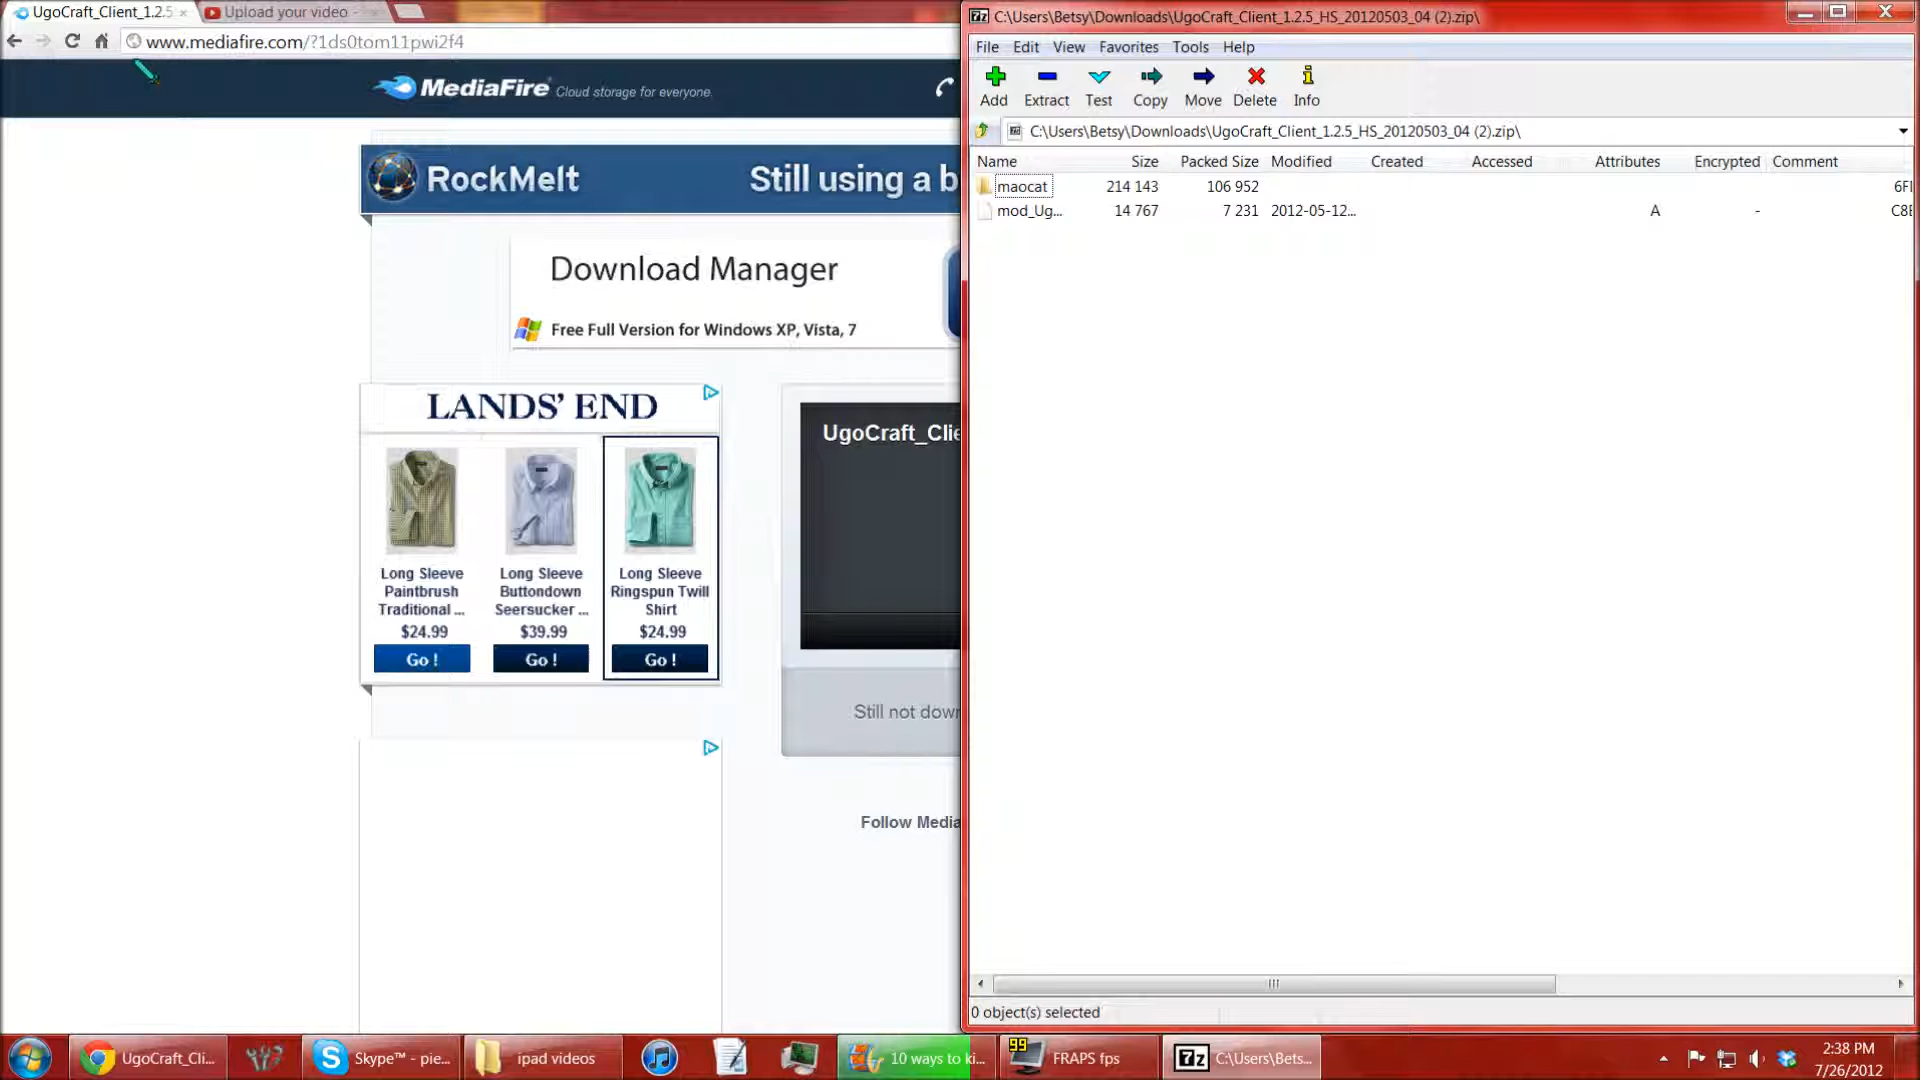 UgoCraft_Client_1.2.5
Upload your video -
www.mediafire.com/?1ds0tom11pwi2f4
MediaFire Cloud storage for everyone.
RockMelt
Still using a b
Download Manager
Free Full Version for Windows XP, Vista, 7
LANDS' END
Long Sleeve Paintbrush Traditional ...
$24.99
Go !
Long Sleeve Buttondown Seersucker ...
$39.99
Go !
Long Sleeve Ringspun Twill Shirt
$24.99
Go !
UgoCraft_Clie
Still not down
Follow Media
C:\Users\Betsy\Downloads\UgoCraft_Client_1.2.5_HS_20120503_04 (2).zip\
File Edit View Favorites Tools Help
Add Extract Test Copy Move Delete Info
C:\Users\Betsy\Downloads\UgoCraft_Client_1.2.5_HS_20120503_04 (2).zip\
Name Size Packed Size Modified Created Accessed Attributes Encrypted Comment
maocat 214 143 106 952
mod_Ug... 14 767 7 231 2012-05-12... A -
0 object(s) selected
UgoCraft_Cli...
Skype™ - pie...
ipad videos
10 ways to ki...
99
FRAPS fps
7z
C:\Users\Bets...
2:38 PM
7/26/2012